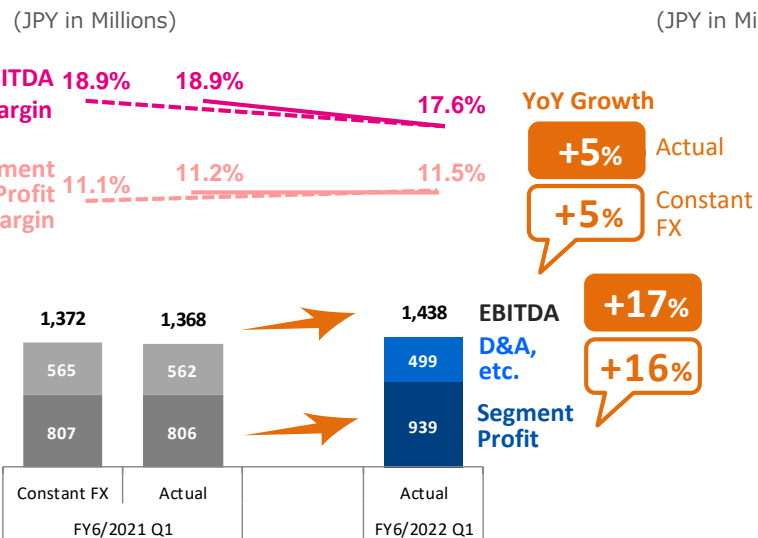 (JPY in Millions)
(JPY in Mi
ITDA 18.9% 18.9% 17.6%
argin
YoY Growth
+5% Actual
ment
Profit 11.1% 11.2% 11.5%
argin
+5% Constant
FX
1,372 1,368 1,438 EBITDA +17%
565 562 499 D&A,
etc.
+16%
807 806 939 Segment
Profit
Constant FX Actual Actual
FY6/2021 Q1 FY6/2022 Q1